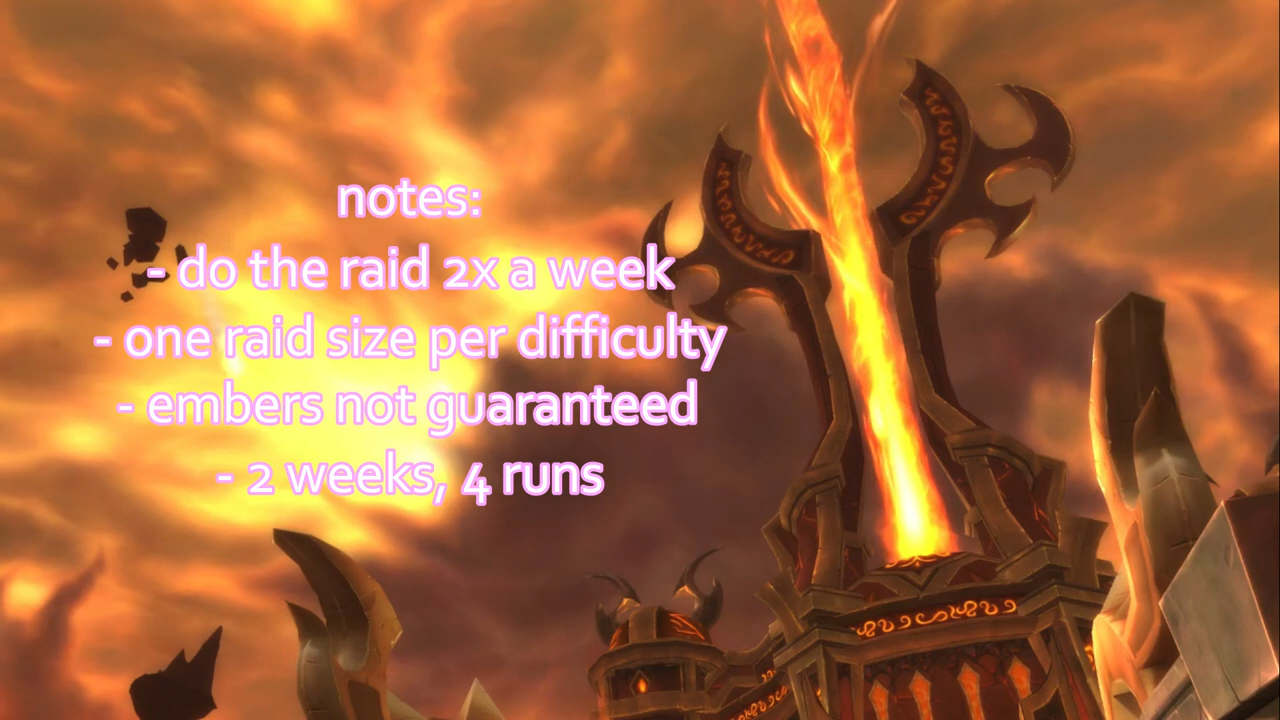 notes:
- do the raid 2x a week
- one raid size per difficulty
- embers not guaranteed
- 2 weeks, 4 runs